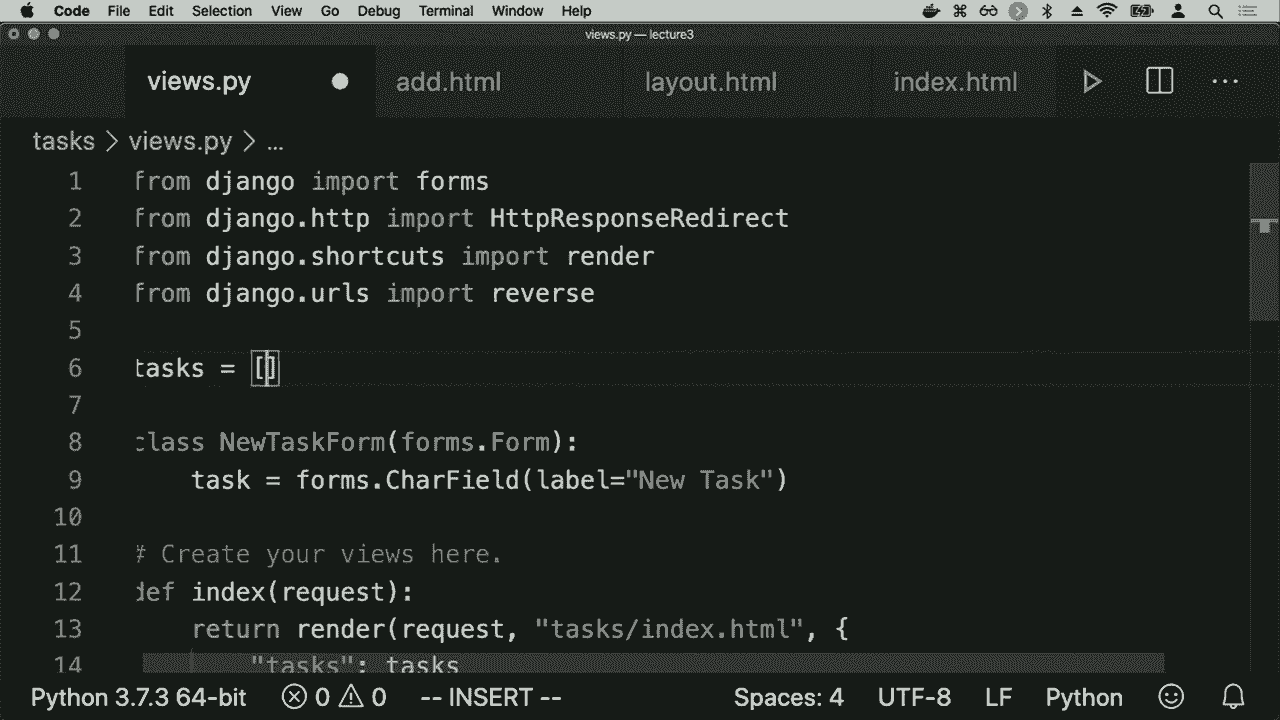 Code File Edit Selection View Go Debug Terminal Window Help
views.py — lecture3
views.py add.html layout.html index.html
tasks > views.py > ...
1 from django import forms
2 from django.http import HttpResponseRedirect
3 from django.shortcuts import render
4 from django.urls import reverse
5
6 tasks = []
7
8 class NewTaskForm(forms.Form):
9 task = forms.CharField(label="New Task")
10
11 # Create your views here.
12 def index(request):
13 return render(request, "tasks/index.html", {
14 "tasks": tasks
Python 3.7.3 64-bit 0 0 -- INSERT -- Spaces: 4 UTF-8 LF Python